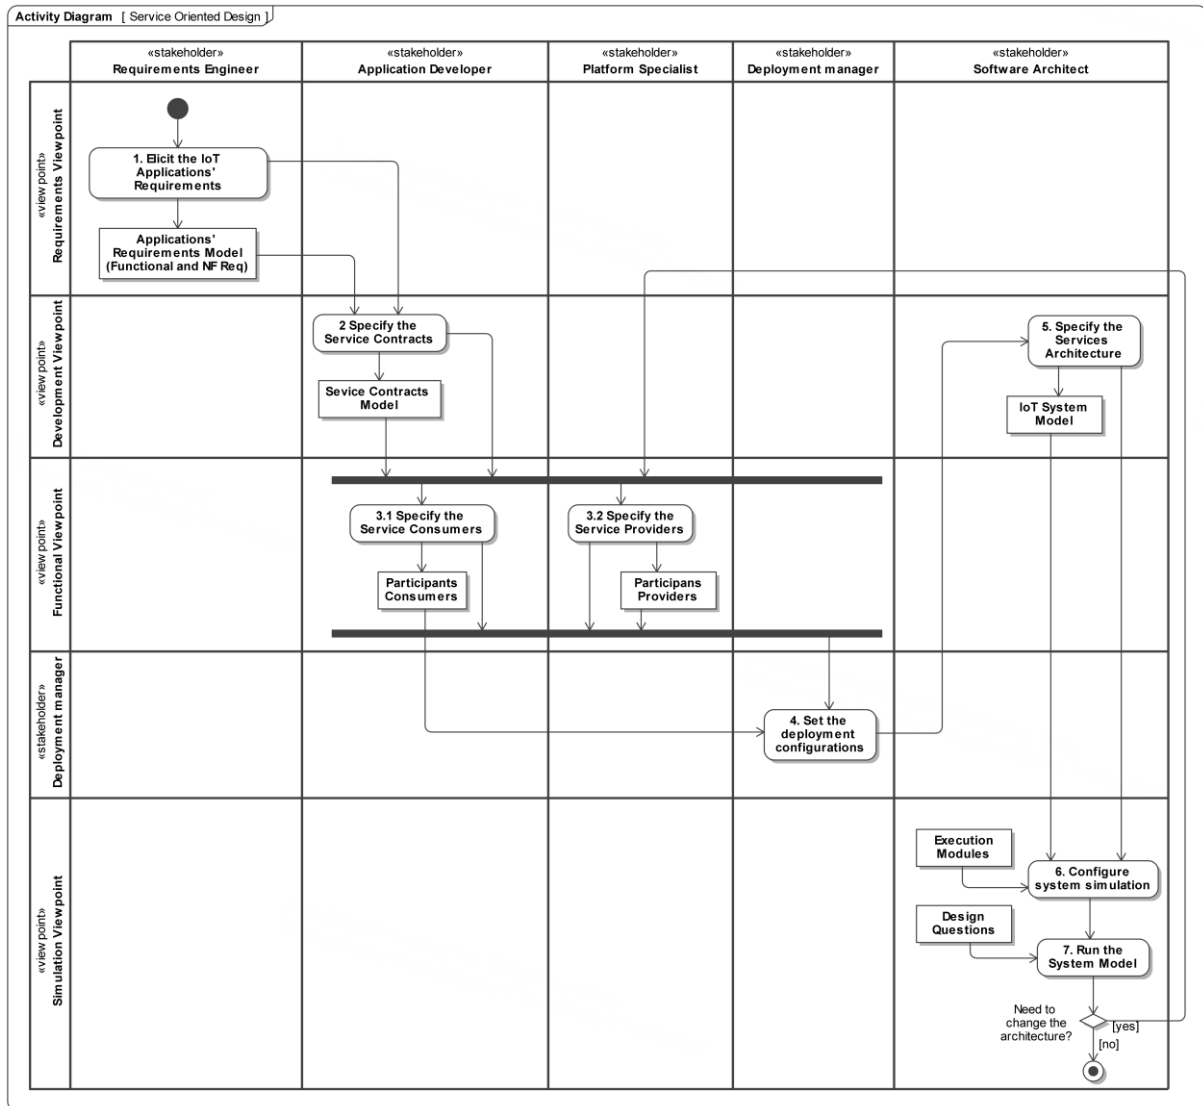 Activity Diagram [ Service Oriented Design ]
«stakeholder»
Requirements Engineer
«stakeholder»
Application Developer
«stakeholder»
Platform Specialist
«stakeholder»
Deployment manager
«stakeholder»
Software Architect
«view point»
Requirements Viewpoint
1. Elicit the IoT
Applications'
Requirements
Applications'
Requirements Model
(Functional and NF Req)
«view point»
Development Viewpoint
2 Specify the
Service Contracts
Sevice Contracts
Model
5. Specify the
Services
Architecture
IoT System
Model
«view point»
Functional Viewpoint
3.1 Specify the
Service Consumers
3.2 Specify the
Service Providers
Participants
Consumers
Participans
Providers
«stakeholder»
Deployment manager
4. Set the
deployment
configurations
«view point»
Simulation Viewpoint
Execution
Modules
6. Configure
system simulation
Design
Questions
7. Run the
System Model
Need to
change the
architecture?
[yes]
[no]